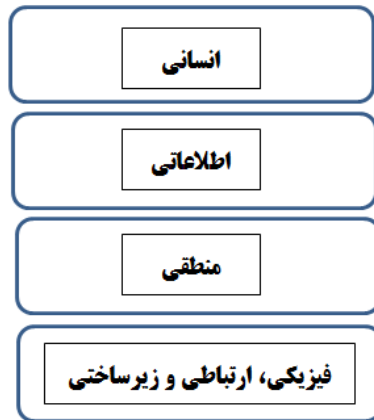 انسانی
اطلاعاتی
منطقی
فیزیکی، ارتباطی و زیرساختی